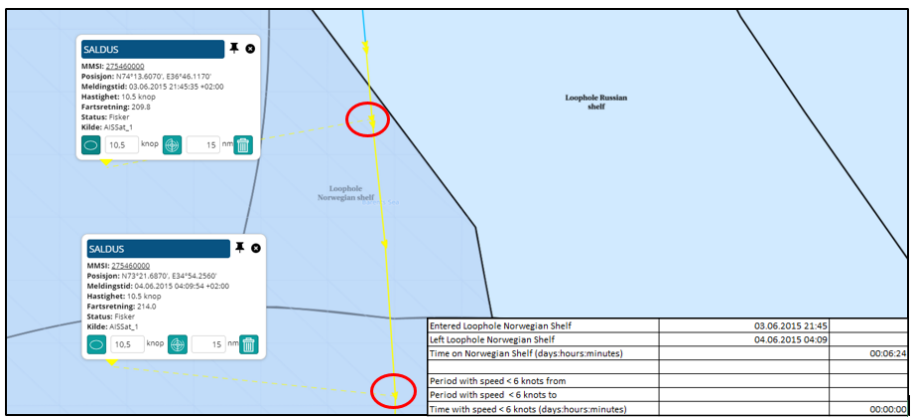 SALDUS
MMSI: 275460000
Posisjon: N74°13.6070', E36°46.1170'
Meldingstid: 03.06.2015 21:45:35 +02:00
Hastighet: 10.5 knop
Fartsretning: 209.8
Status: Fisker
Kilde: AISSat_1
10.5 knop 15 nm
Loophole Russian
shelf
Loophole
Norwegian shelf
SALDUS
MMSI: 275460000
Posisjon: N73°21.6870', E34°54.2560'
Meldingstid: 04.06.2015 04:09:54 +02:00
Hastighet: 10.5 knop
Fartsretning: 214.0
Status: Fisker
Kilde: AISSat_1
10.5 knop 15 nm
Entered Loophole Norwegian Shelf 03.06.2015 21:45
Left Loophole Norwegian Shelf 04.06.2015 04:09
Time on Norwegian Shelf (days:hours:minutes) 00:06:24
Period with speed < 6 knots from
Period with speed < 6 knots to
Time with speed < 6 knots (days:hours:minutes) 00:00:00